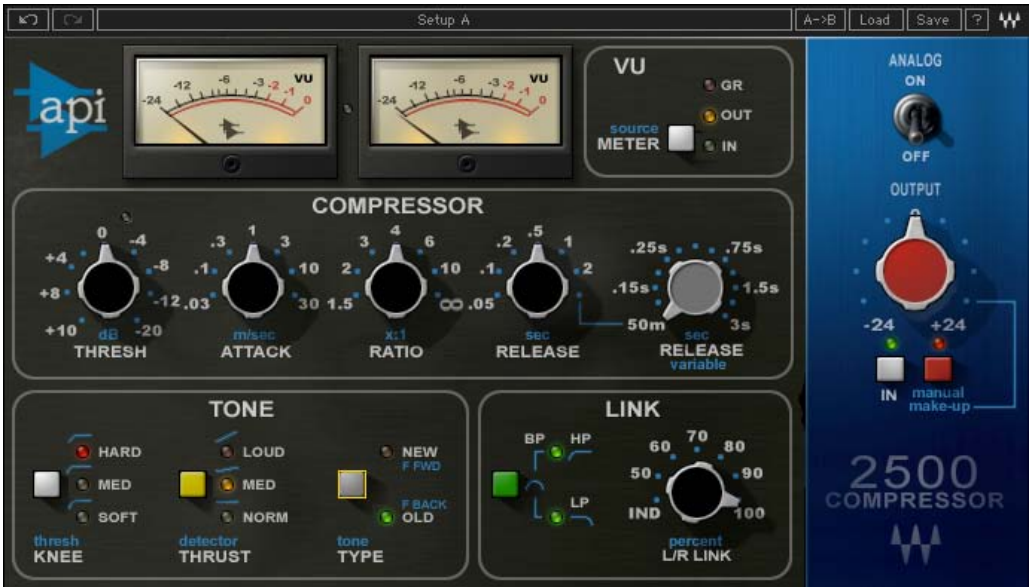 Setup A A->B Load Save ?
api
-24 -12 -6 -3 -2 -1 0 VU
-24 -12 -6 -3 -2 -1 0 VU
VU
GR
OUT
IN
source
METER
ANALOG
ON
OFF
OUTPUT
0
-24 +24
IN
manual
make-up
2500
COMPRESSOR
COMPRESSOR
+10 +8 +4 0 -4 -8 -12 -20
dB
THRESH
.03 .1 .3 1 3 10 30
m/sec
ATTACK
1.5 2 3 4 6 10 ∞
x:1
RATIO
.05 .1 .2 .5 1 2
sec
RELEASE
50m .15s .25s .75s 1.5s 3s
sec
RELEASE
variable
TONE
HARD
MED
SOFT
thresh
KNEE
LOUD
MED
NORM
detector
THRUST
NEW
F FWD
F BACK
OLD
tone
TYPE
LINK
BP HP
LP
IND 50 60 70 80 90 100
percent
L/R LINK